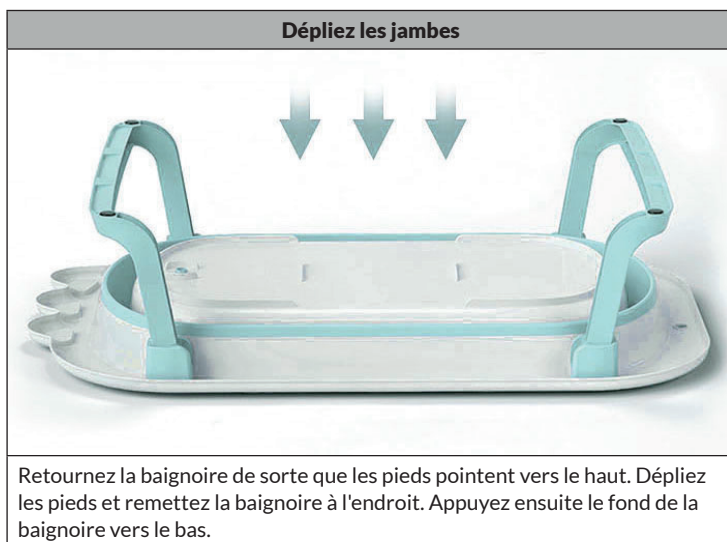 Dépliez les jambes
Retournez la baignoire de sorte que les pieds pointent vers le haut. Dépliez
les pieds et remettez la baignoire à l'endroit. Appuyez ensuite le fond de la
baignoire vers le bas.